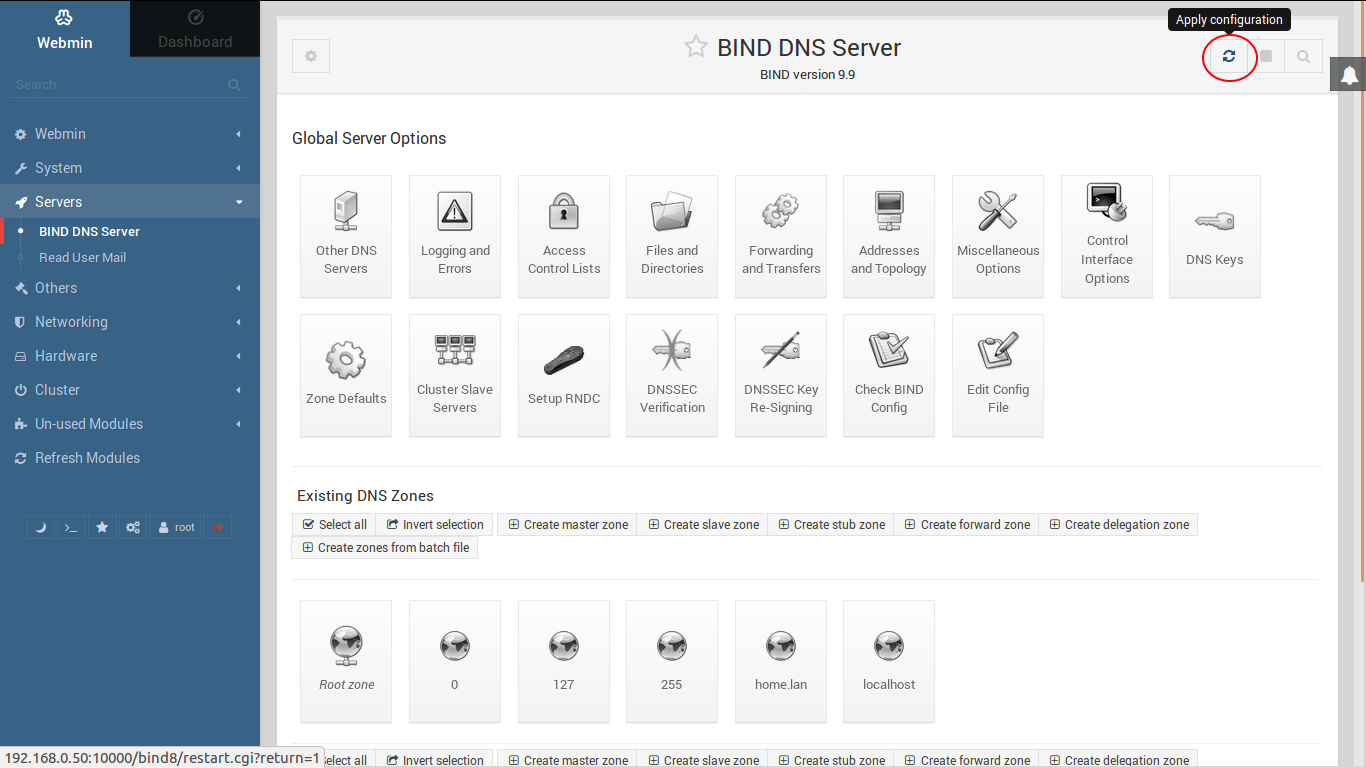 Webmin
Dashboard
Search
Webmin
System
Servers
BIND DNS Server
Read User Mail
Others
Networking
Hardware
Cluster
Un-used Modules
Refresh Modules
>_
root
Apply configuration
BIND DNS Server
BIND version 9.9
Global Server Options
Other DNS
Servers
Logging and
Errors
Access
Control Lists
Files and
Directories
Forwarding
and Transfers
Addresses
and Topology
Miscellaneous
Options
Control
Interface
Options
DNS Keys
Zone Defaults
Cluster Slave
Servers
Setup RNDC
DNSSEC
Verification
DNSSEC Key
Re-Signing
Check BIND
Config
Edit Config
File
Existing DNS Zones
Select all Invert selection Create master zone Create slave zone Create stub zone Create forward zone Create delegation zone
Create zones from batch file
Root zone
0
127
255
home.lan
localhost
select all Invert selection Create master zone Create slave zone Create stub zone Create forward zone Create delegation zone
192.168.0.50:10000/bind8/restart.cgi?return=1